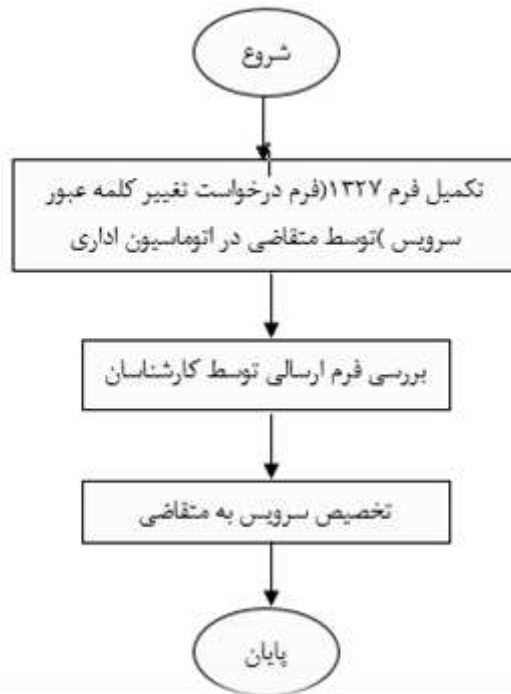 شروع
تکمیل فرم ۱۳۲۷(فرم درخواست تغییر کلمه عبور
سرویس )توسط متقاضی در اتوماسیون اداری
بررسی فرم ارسالی توسط کارشناسان
تخصیص سرویس به متقاضی
پایان